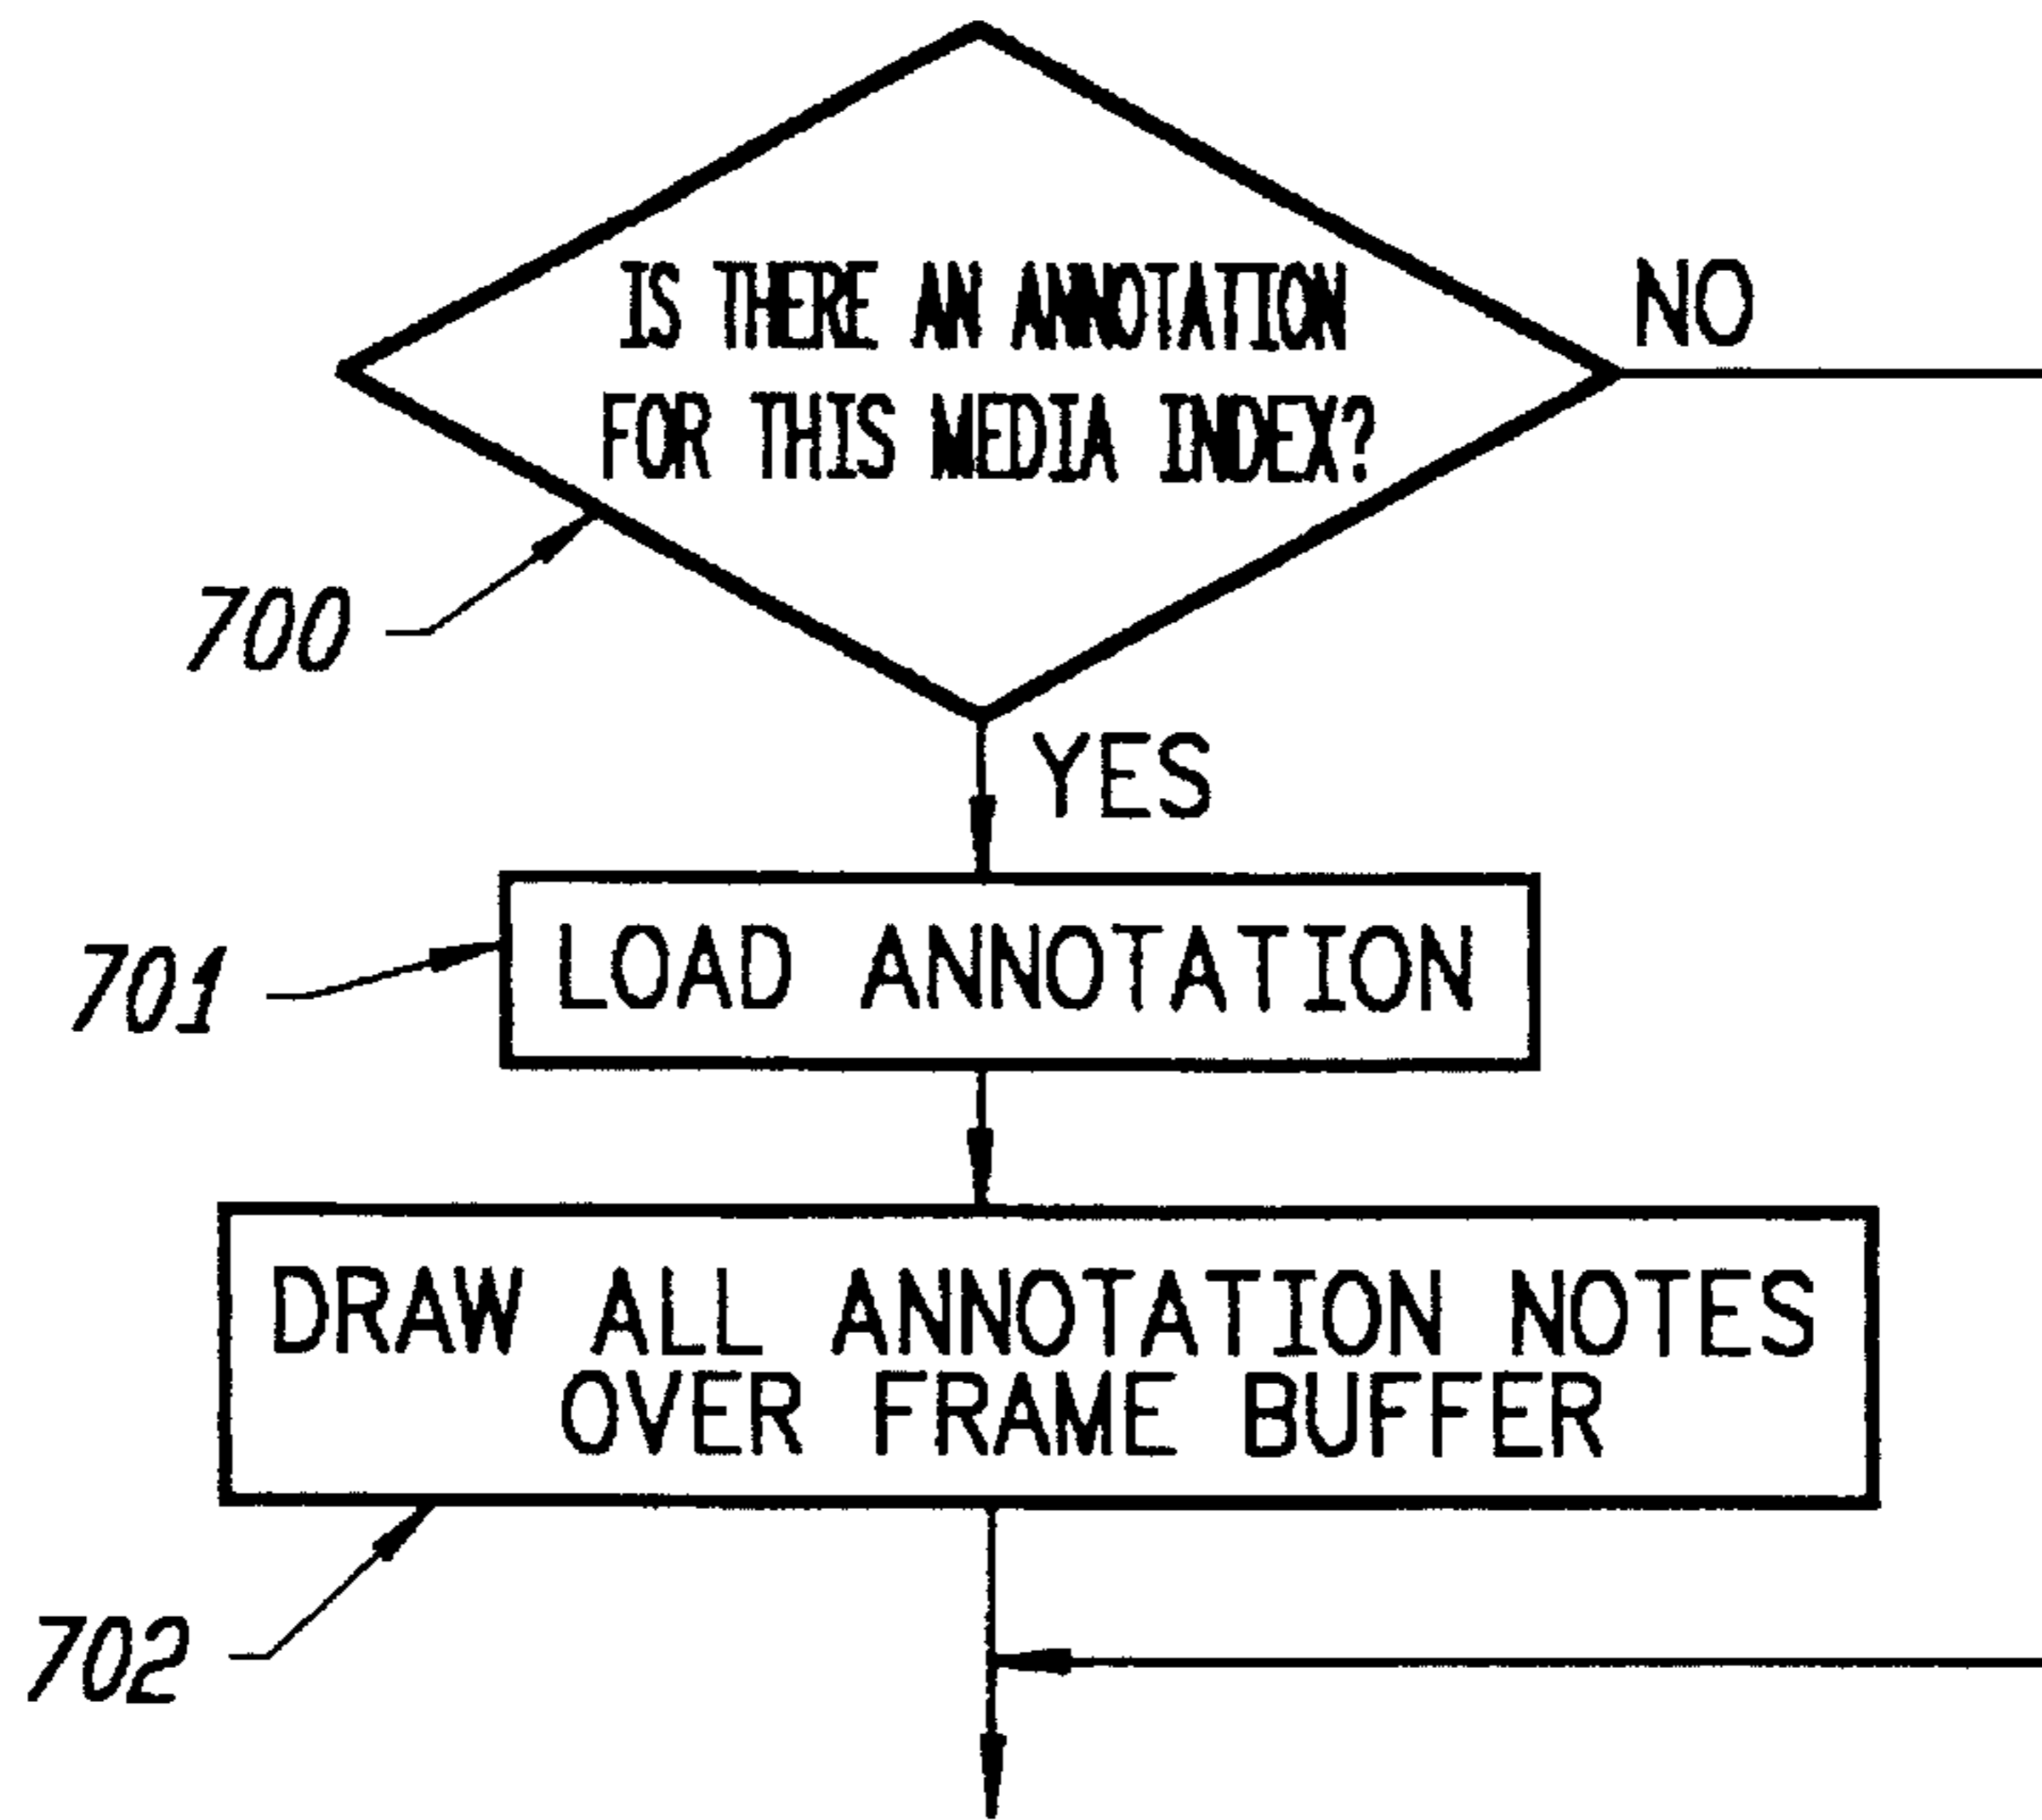 IS THERE AN ANNOTATION
FOR THIS MEDIA INDEX?
NO
700
YES
LOAD ANNOTATION
701
DRAW ALL ANNOTATION NOTES
OVER FRAME BUFFER
702